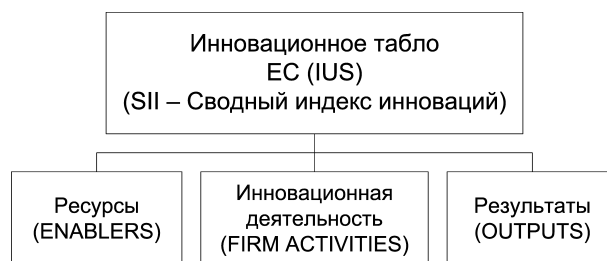 Инновационное табло
ЕС (IUS)
(SII – Сводный индекс инноваций)
Ресурсы
(ENABLERS)
Инновационная
деятельность
(FIRM ACTIVITIES)
Результаты
(OUTPUTS)